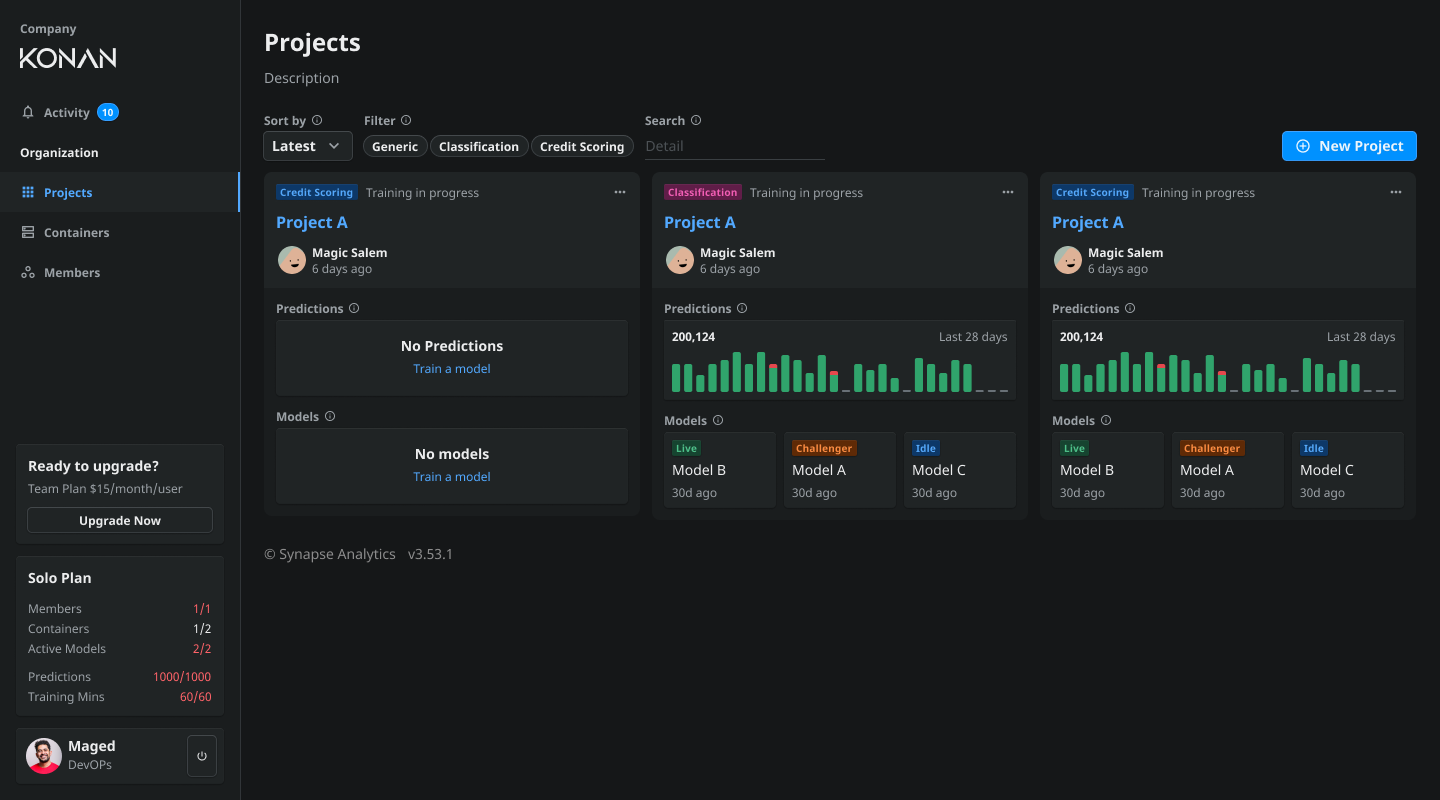 Company
KONAN
Activity 10
Organization
Projects
Containers
Members
Ready to upgrade?
Team Plan $15/month/user
Upgrade Now
Solo Plan
Members 1/1
Containers 1/2
Active Models 2/2
Predictions 1000/1000
Training Mins 60/60
Maged
DevOPs
Projects
Description
Sort by Filter Search
Latest Generic Classification Credit Scoring Detail
New Project
Credit Scoring Training in progress
Project A
Magic Salem
6 days ago
Predictions
No Predictions
Train a model
Models
No models
Train a model
Classification Training in progress
Project A
Magic Salem
6 days ago
Predictions
200,124 Last 28 days
Models
Live
Model B
30d ago
Challenger
Model A
30d ago
Idle
Model C
30d ago
Credit Scoring Training in progress
Project A
Magic Salem
6 days ago
Predictions
200,124 Last 28 days
Models
Live
Model B
30d ago
Challenger
Model A
30d ago
Idle
Model C
30d ago
© Synapse Analytics v3.53.1